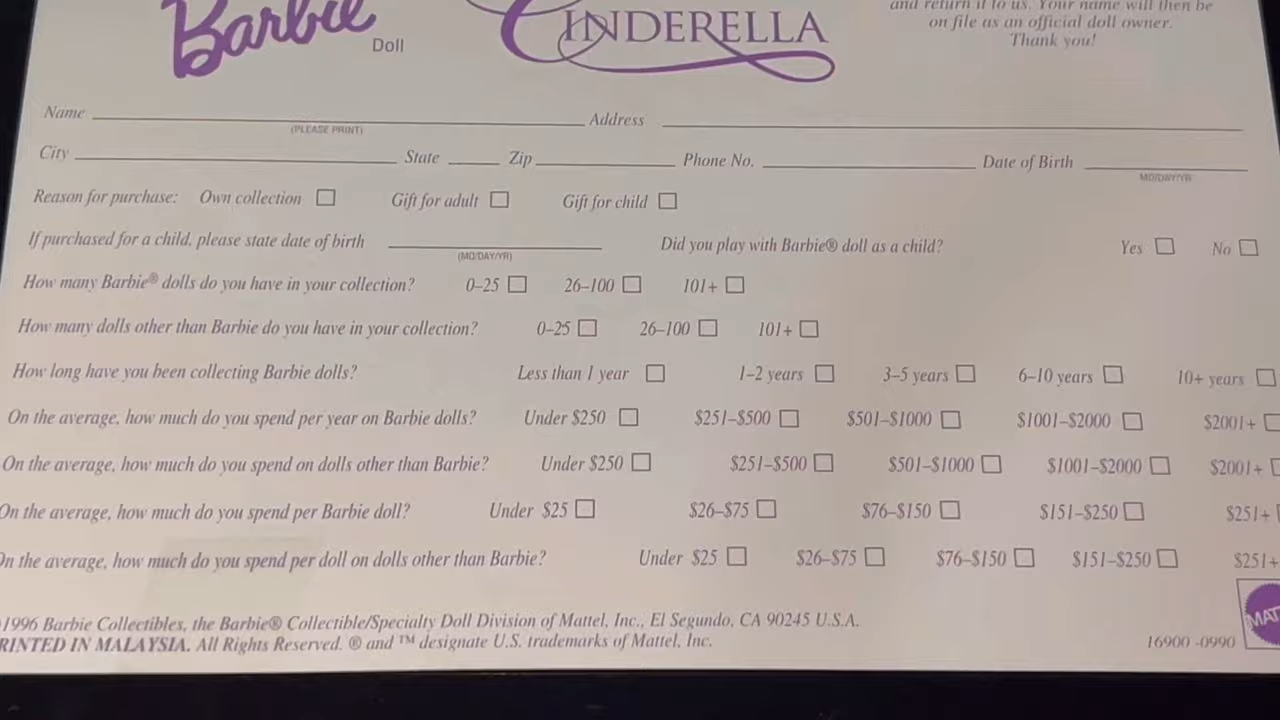 Barbie Doll
CINDERELLA
and return it to us. Your name will then be
on file as an official doll owner.
Thank you!
Name Address
(PLEASE PRINT)
City State Zip Phone No. Date of Birth
MO/DAY/YR
Reason for purchase: Own collection Gift for adult Gift for child
If purchased for a child, please state date of birth Did you play with Barbie® doll as a child? Yes No
(MO/DAY/YR)
How many Barbie® dolls do you have in your collection? 0–25 26–100 101+
How many dolls other than Barbie do you have in your collection? 0–25 26–100 101+
How long have you been collecting Barbie dolls? Less than 1 year 1–2 years 3–5 years 6–10 years 10+ years
On the average, how much do you spend per year on Barbie dolls? Under $250 $251–$500 $501–$1000 $1001–$2000 $2001+
On the average, how much do you spend on dolls other than Barbie? Under $250 $251–$500 $501–$1000 $1001–$2000 $2001+
On the average, how much do you spend per Barbie doll? Under $25 $26–$75 $76–$150 $151–$250 $251+
On the average, how much do you spend per doll on dolls other than Barbie? Under $25 $26–$75 $76–$150 $151–$250 $251+
1996 Barbie Collectibles, the Barbie® Collectible/Specialty Doll Division of Mattel, Inc., El Segundo, CA 90245 U.S.A.
RINTED IN MALAYSIA. All Rights Reserved. ® and ™ designate U.S. trademarks of Mattel, Inc.
16900 -0990
MAT